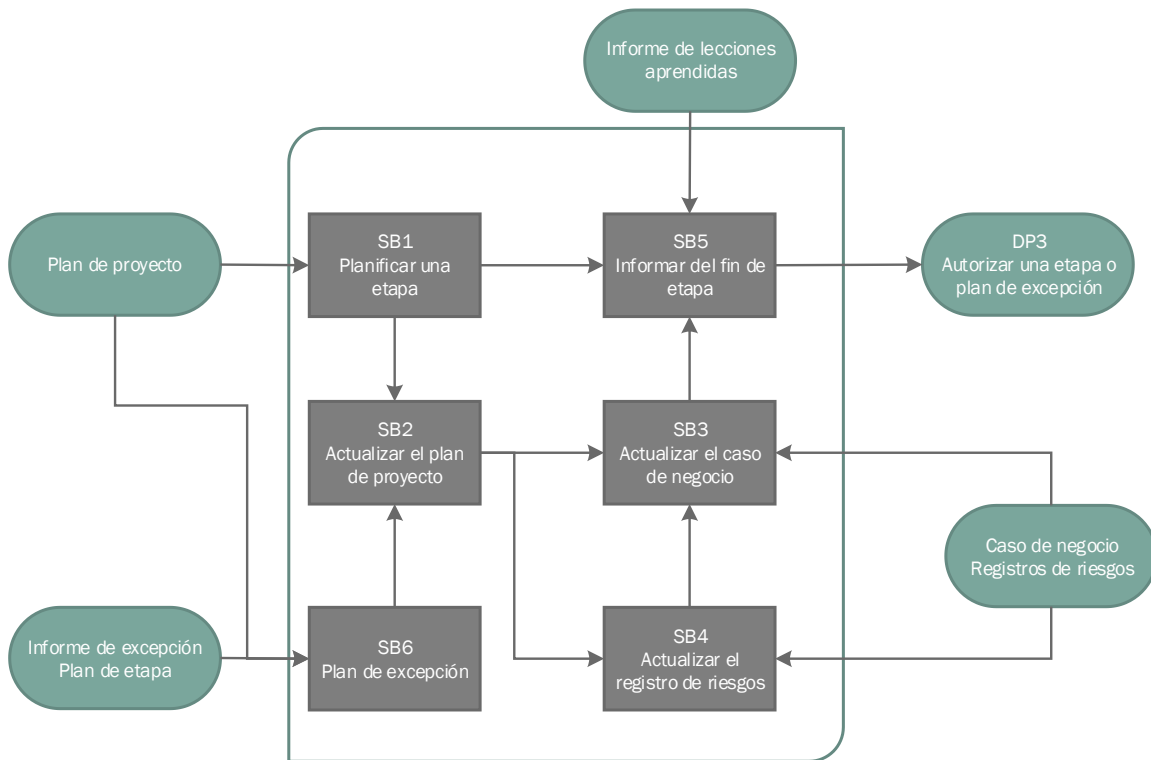 Informe de lecciones
aprendidas
Plan de proyecto
SB1
Planificar una
etapa
SB5
Informar del fin de
etapa
DP3
Autorizar una etapa o
plan de excepción
SB2
Actualizar el plan
de proyecto
SB3
Actualizar el caso
de negocio
Caso de negocio
Registros de riesgos
Informe de excepción
Plan de etapa
SB6
Plan de excepción
SB4
Actualizar el
registro de riesgos